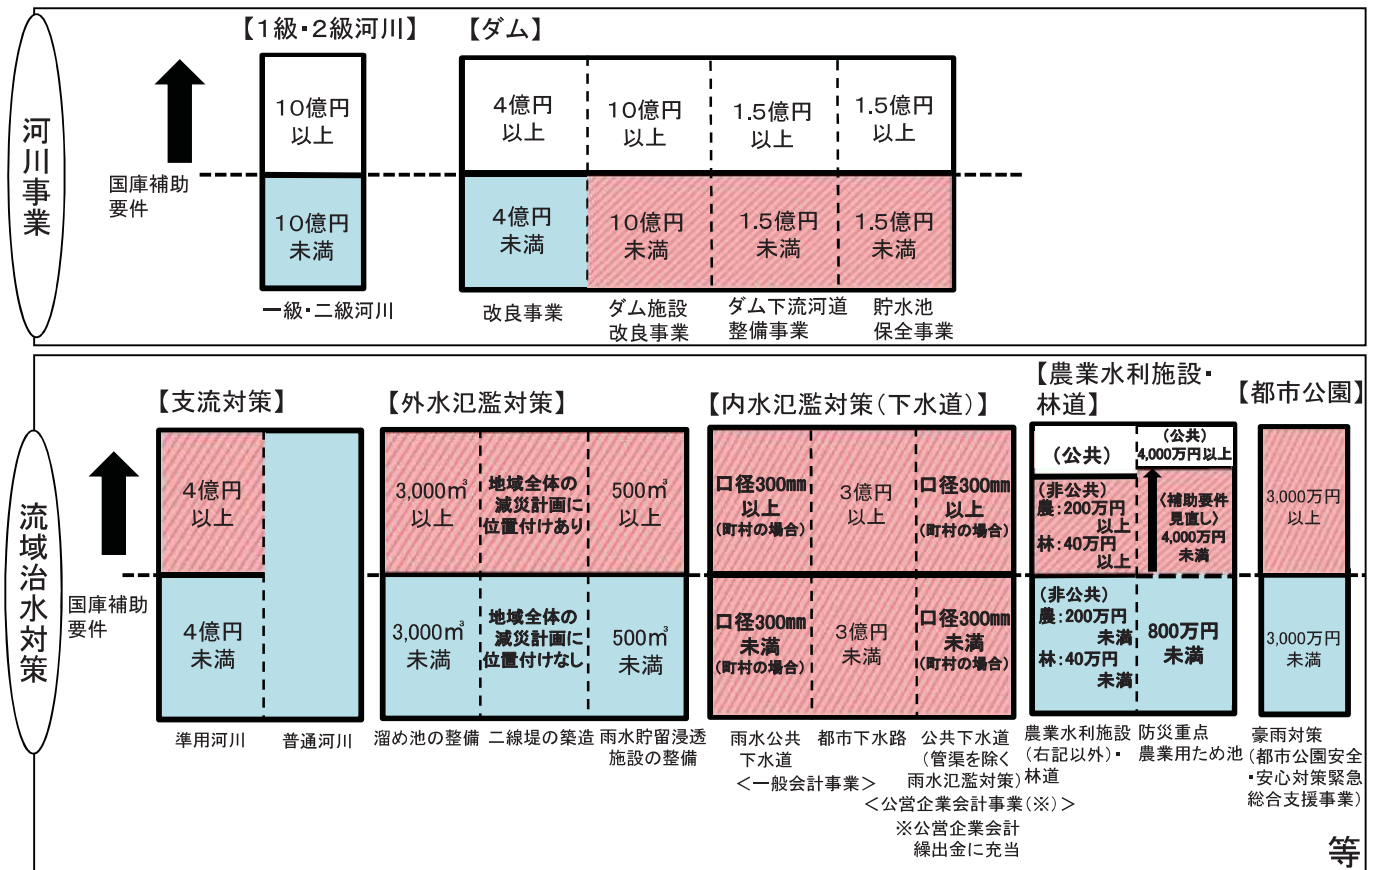 河川事業
【1級・2級河川】
【ダム】
国庫補助
要件
10億円
以上
10億円
未満
一級・二級河川
4億円
以上
10億円
以上
1.5億円
以上
1.5億円
以上
4億円
未満
10億円
未満
1.5億円
未満
1.5億円
未満
改良事業
ダム施設
改良事業
ダム下流河道
整備事業
貯水池
保全事業
流域治水対策
国庫補助
要件
【支流対策】
4億円
以上
4億円
未満
準用河川
普通河川
【外水氾濫対策】
3,000㎥
以上
地域全体の
減災計画に
位置付けあり
500㎥
以上
3,000㎥
未満
地域全体の
減災計画に
位置付けなし
500㎥
未満
溜め池の整備
二線堤の築造
雨水貯留浸透
施設の整備
【内水氾濫対策(下水道)】
口径300mm
以上
(町村の場合)
3億円
以上
口径300mm
以上
(町村の場合)
口径300mm
未満
(町村の場合)
3億円
未満
口径300mm
未満
(町村の場合)
雨水公共
下水道
都市下水路
<一般会計事業>
公共下水道
(管渠を除く
雨水氾濫対策)
<公営企業会計事業(※)>
※公営企業会計
繰出金に充当
【農業水利施設・
林道】
(公共)
(非公共)
農:200万円
以上
林:40万円
以上
(公共)
4,000万円以上
〈補助要件
見直し〉
4,000万円
未満
(非公共)
農:200万円
未満
林:40万円
未満
800万円
未満
農業水利施設
(右記以外)・
林道
防災重点
農業用ため池
【都市公園】
3,000万円
以上
3,000万円
未満
豪雨対策
(都市公園安全
・安心対策緊急
総合支援事業)
等